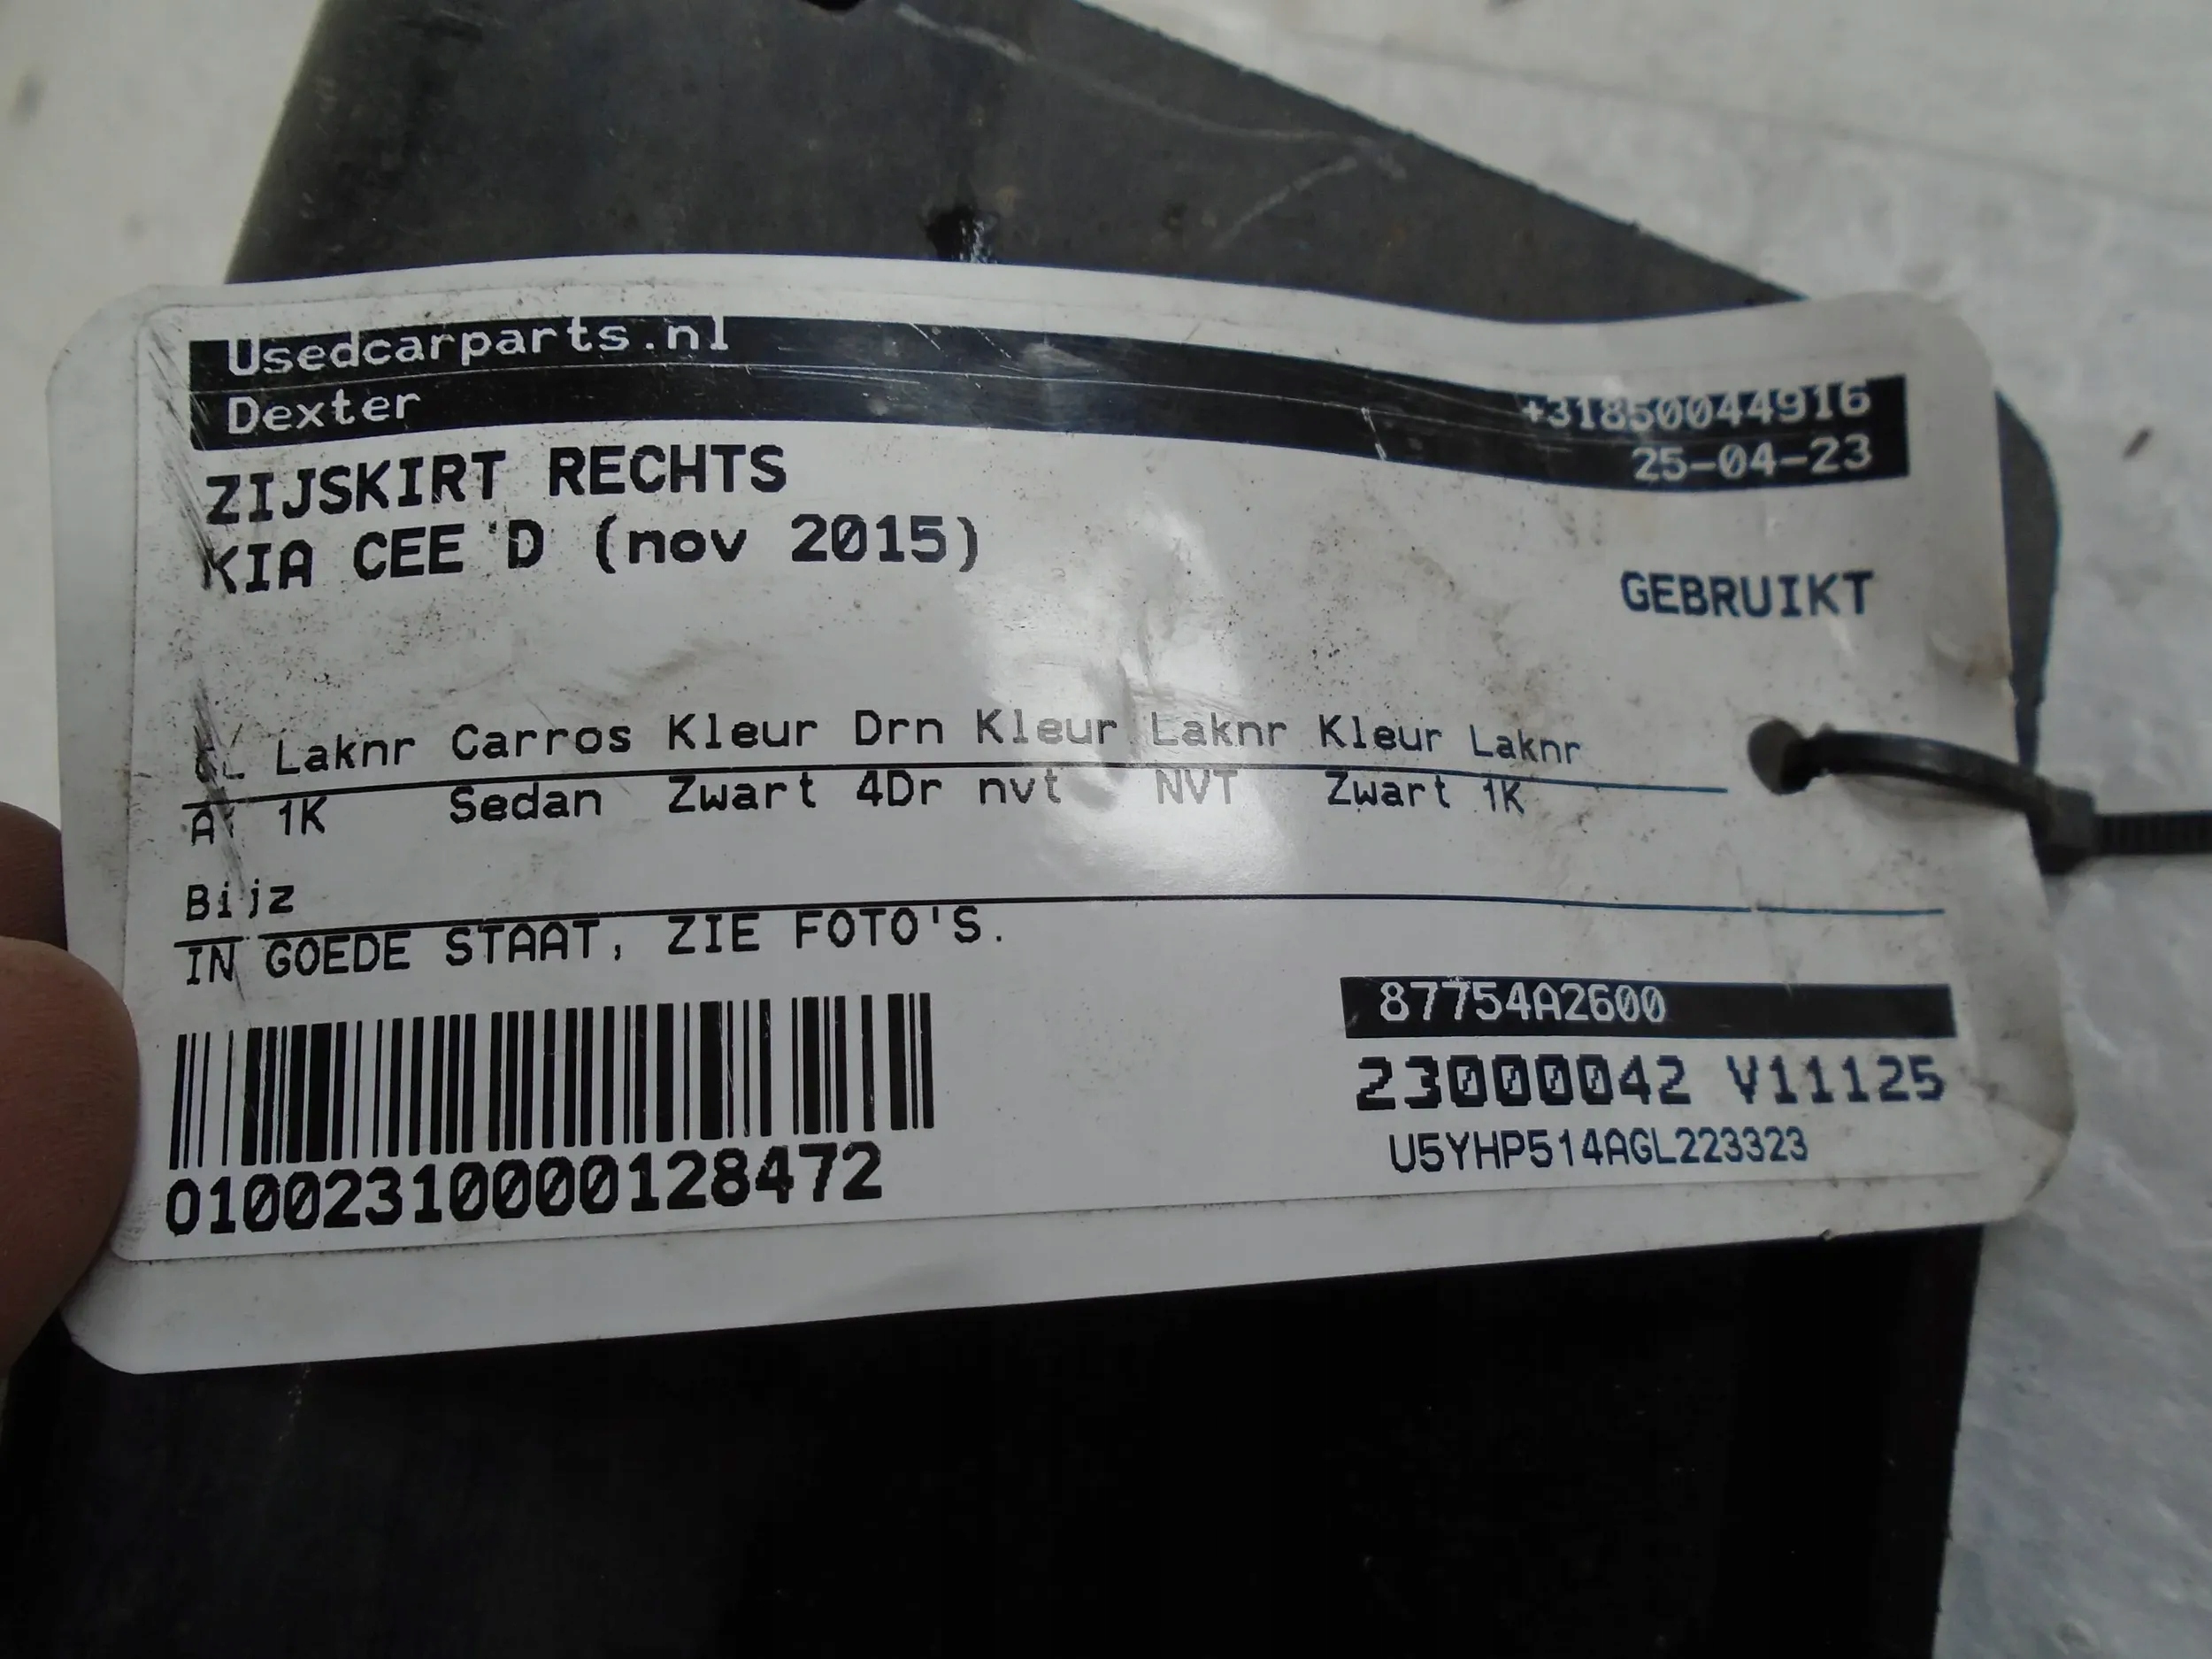 Usedcarparts.nl
Dexter
+31850044916
25-04-23
ZIJSKIRT RECHTS
KIA CEE'D (nov 2015)
GEBRUIKT
Laknr Carros Kleur Drn Kleur Laknr Kleur Laknr
1K Sedan Zwart 4Dr nvt NVT Zwart 1K
Bijz
IN GOEDE STAAT, ZIE FOTO'S.
87754A2600
23000042 V11125
U5YHP514AGL223323
01002310000128472